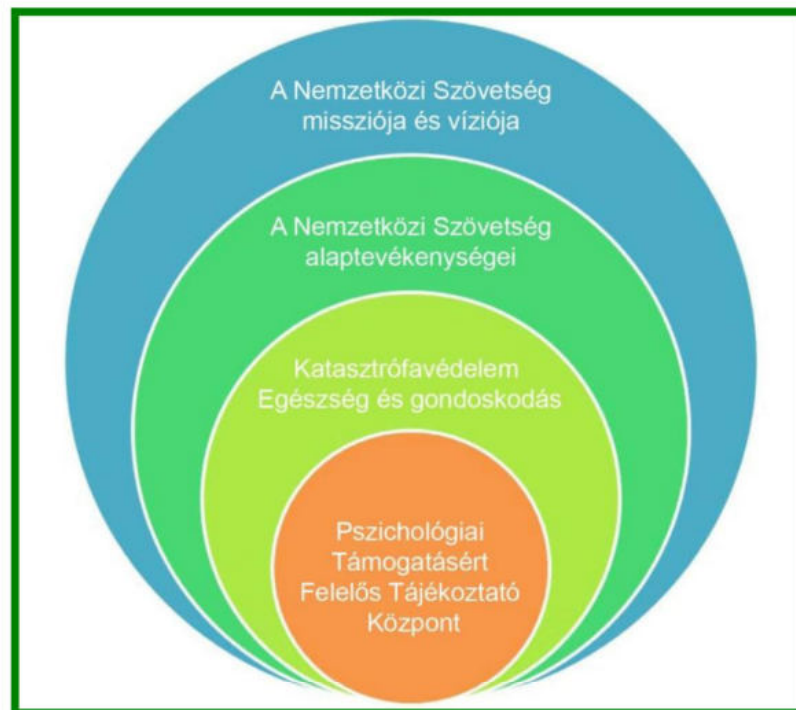 A Nemzetközi Szövetség
missziója és víziója
A Nemzetközi Szövetség
alaptevékenységei
Katasztrófavédelem
Egészség és gondoskodás
Pszichológiai
Támogatásért
Felelős Tájékoztató
Központ